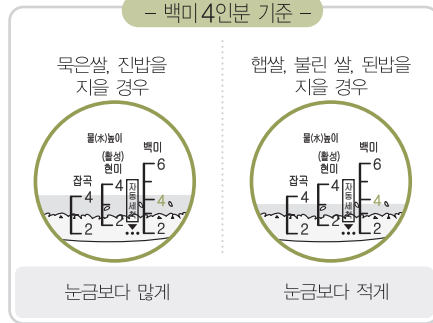 – 백미 4인분 기준 –
묵은쌀, 진밥을
지을 경우
물(水)높이
(활성)
현미
백미
잡곡
6
4
4
4
2
2
2
자동세척
눈금보다 많게
햅쌀, 불린 쌀, 된밥을
지을 경우
물(水)높이
(활성)
현미
백미
잡곡
6
4
4
4
2
2
2
자동세척
눈금보다 적게